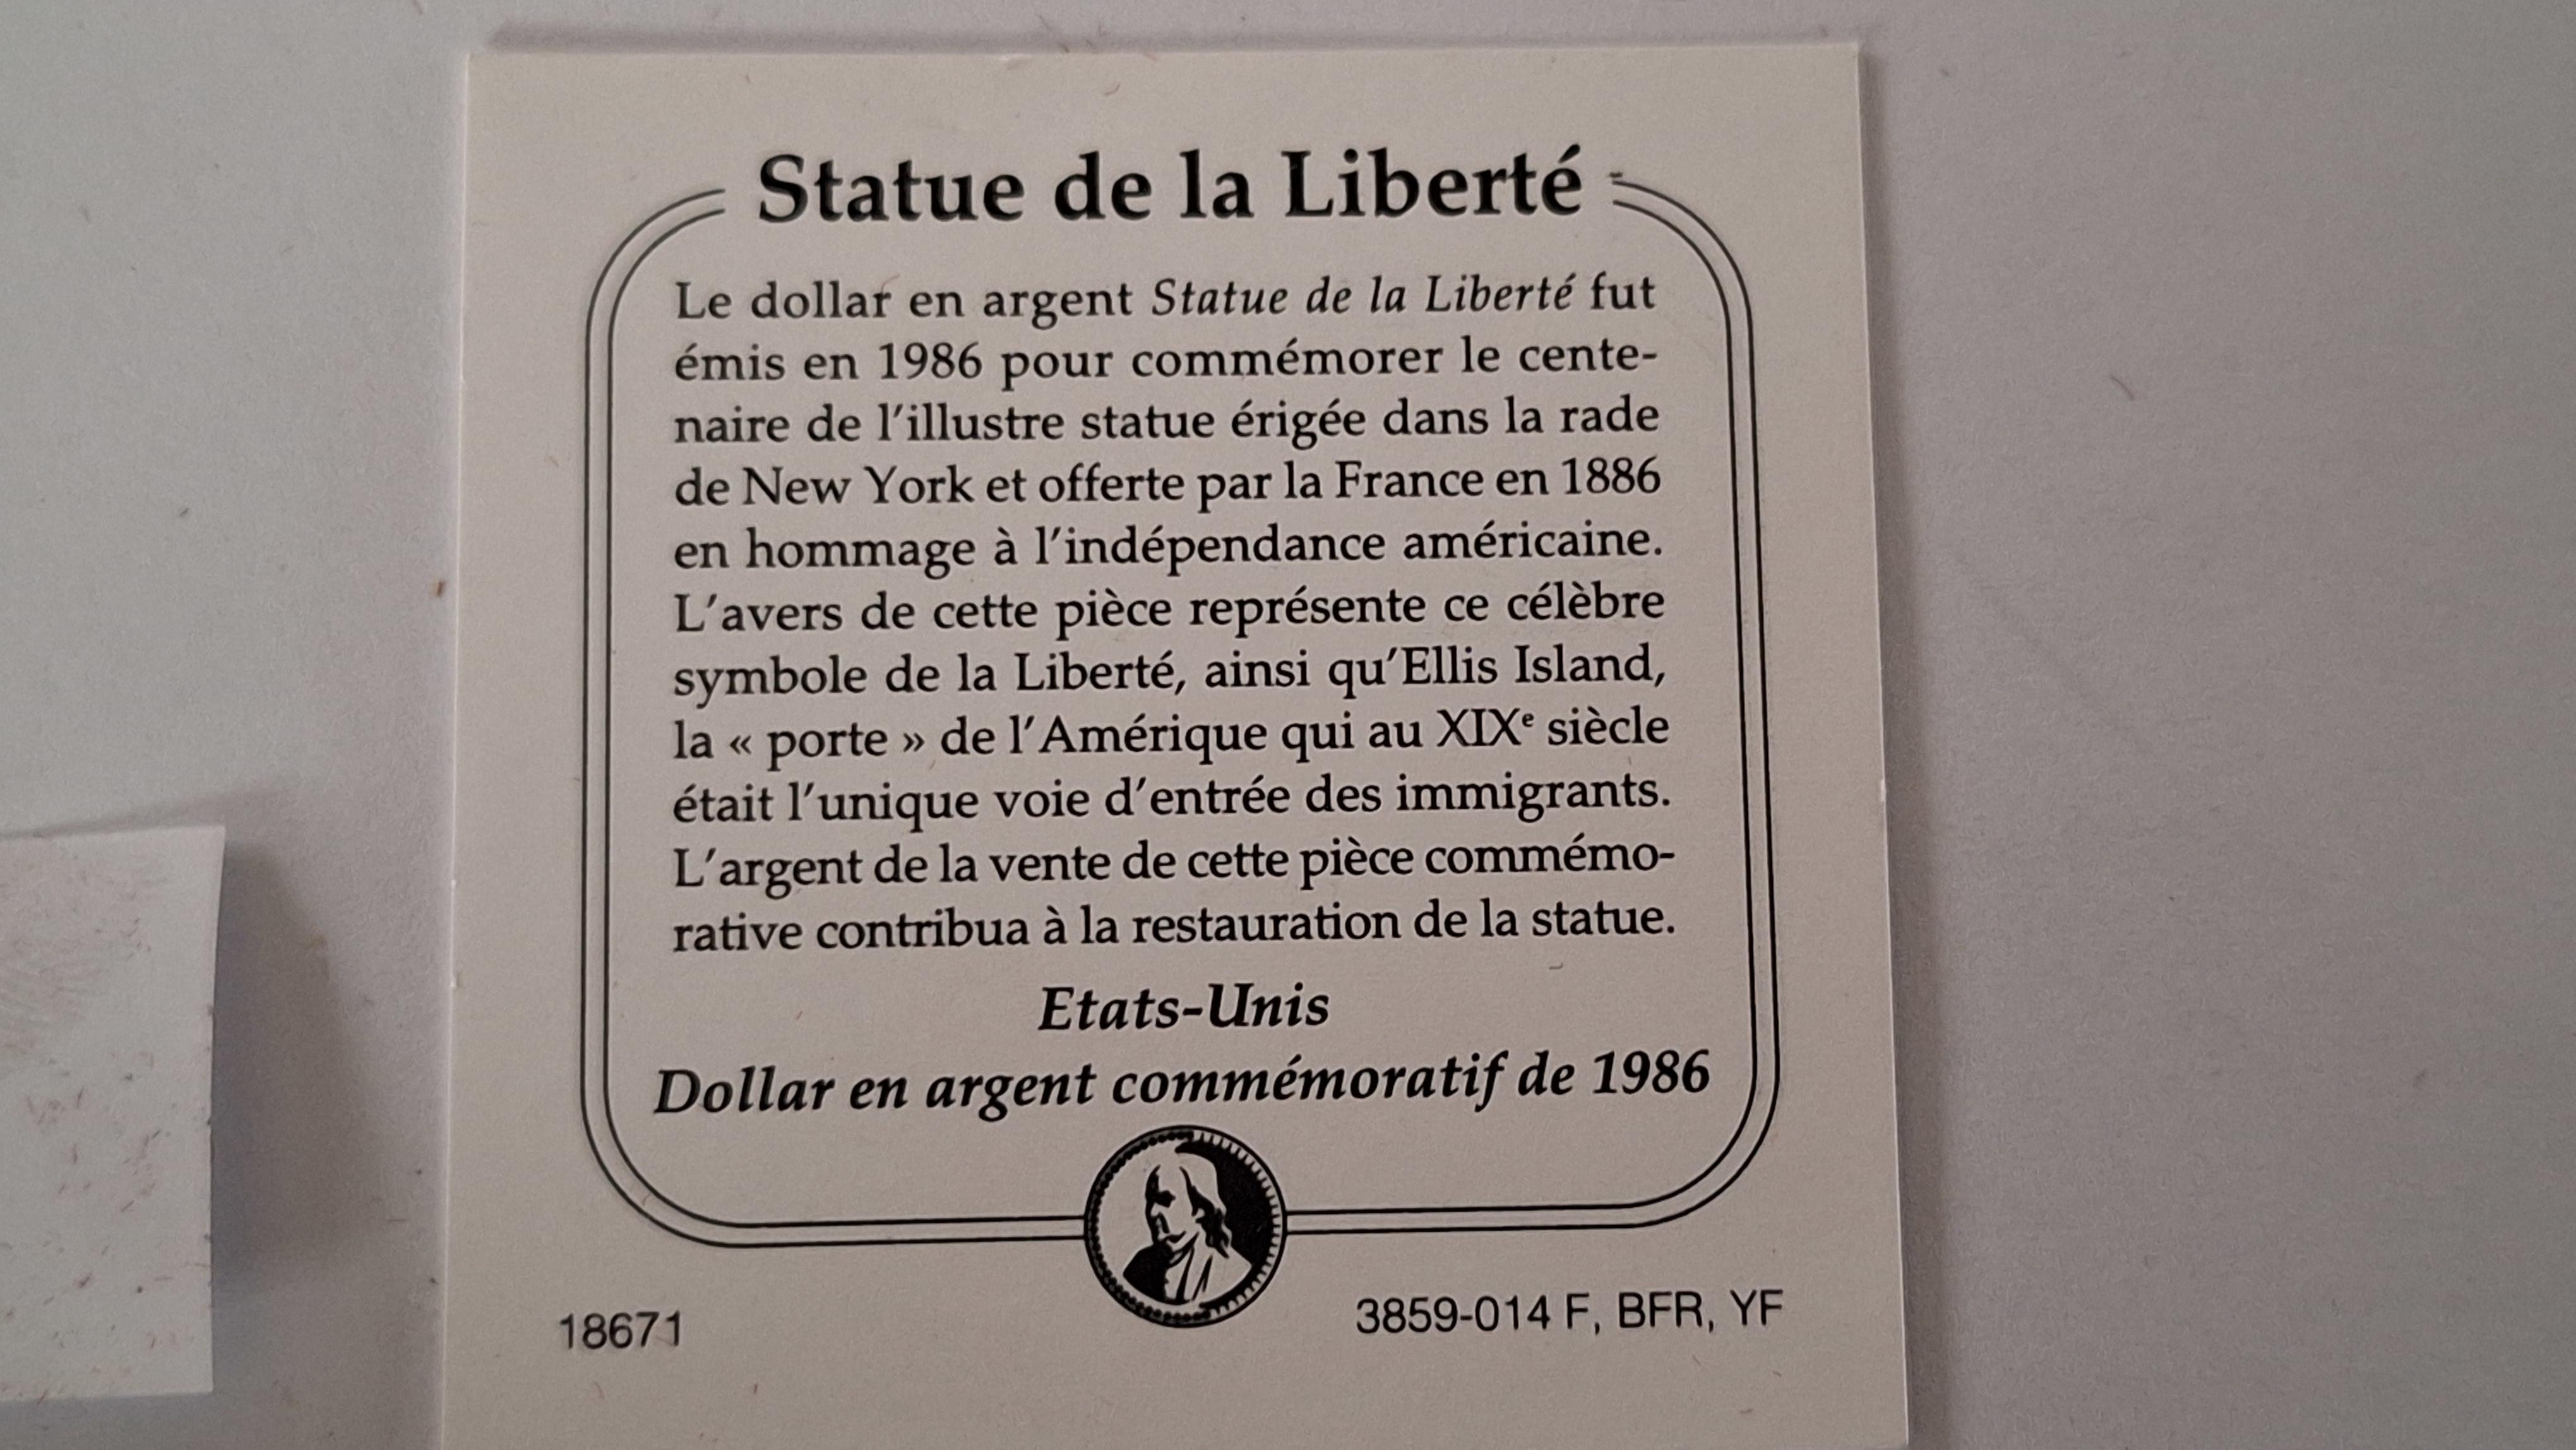 Statue de la Liberté
Le dollar en argent Statue de la Liberté fut
émis en 1986 pour commémorer le cente-
naire de l'illustre statue érigée dans la rade
de New York et offerte par la France en 1886
en hommage à l'indépendance américaine.
L'avers de cette pièce représente ce célèbre
symbole de la Liberté, ainsi qu'Ellis Island,
la « porte » de l'Amérique qui au XIXᵉ siècle
était l'unique voie d'entrée des immigrants.
L'argent de la vente de cette pièce commémo-
rative contribua à la restauration de la statue.
Etats-Unis
Dollar en argent commémoratif de 1986
18671
3859-014 F, BFR, YF